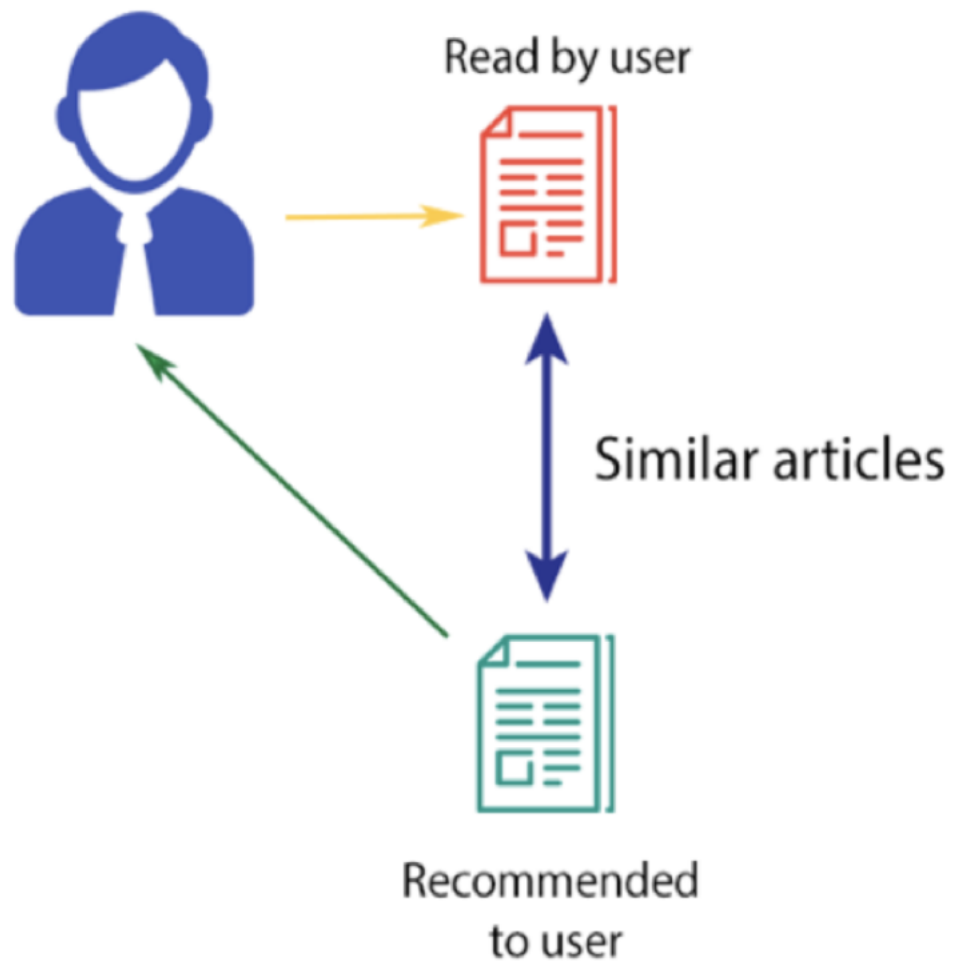 Read by user
Similar articles
Recommended
to user